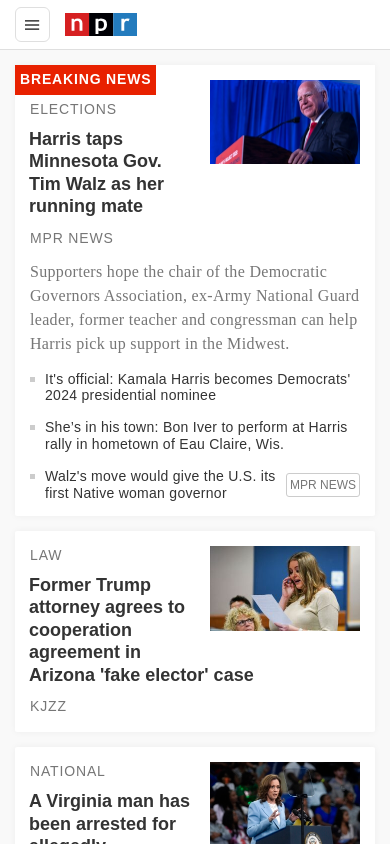 npr
BREAKING NEWS
ELECTIONS
Harris taps
Minnesota Gov.
Tim Walz as her
running mate
MPR NEWS
Supporters hope the chair of the Democratic
Governors Association, ex-Army National Guard
leader, former teacher and congressman can help
Harris pick up support in the Midwest.
It's official: Kamala Harris becomes Democrats'
2024 presidential nominee
She's in his town: Bon Iver to perform at Harris
rally in hometown of Eau Claire, Wis.
Walz's move would give the U.S. its
first Native woman governor
MPR NEWS
LAW
Former Trump
attorney agrees to
cooperation
agreement in
Arizona 'fake elector' case
KJZZ
NATIONAL
A Virginia man has
been arrested for
allegedly